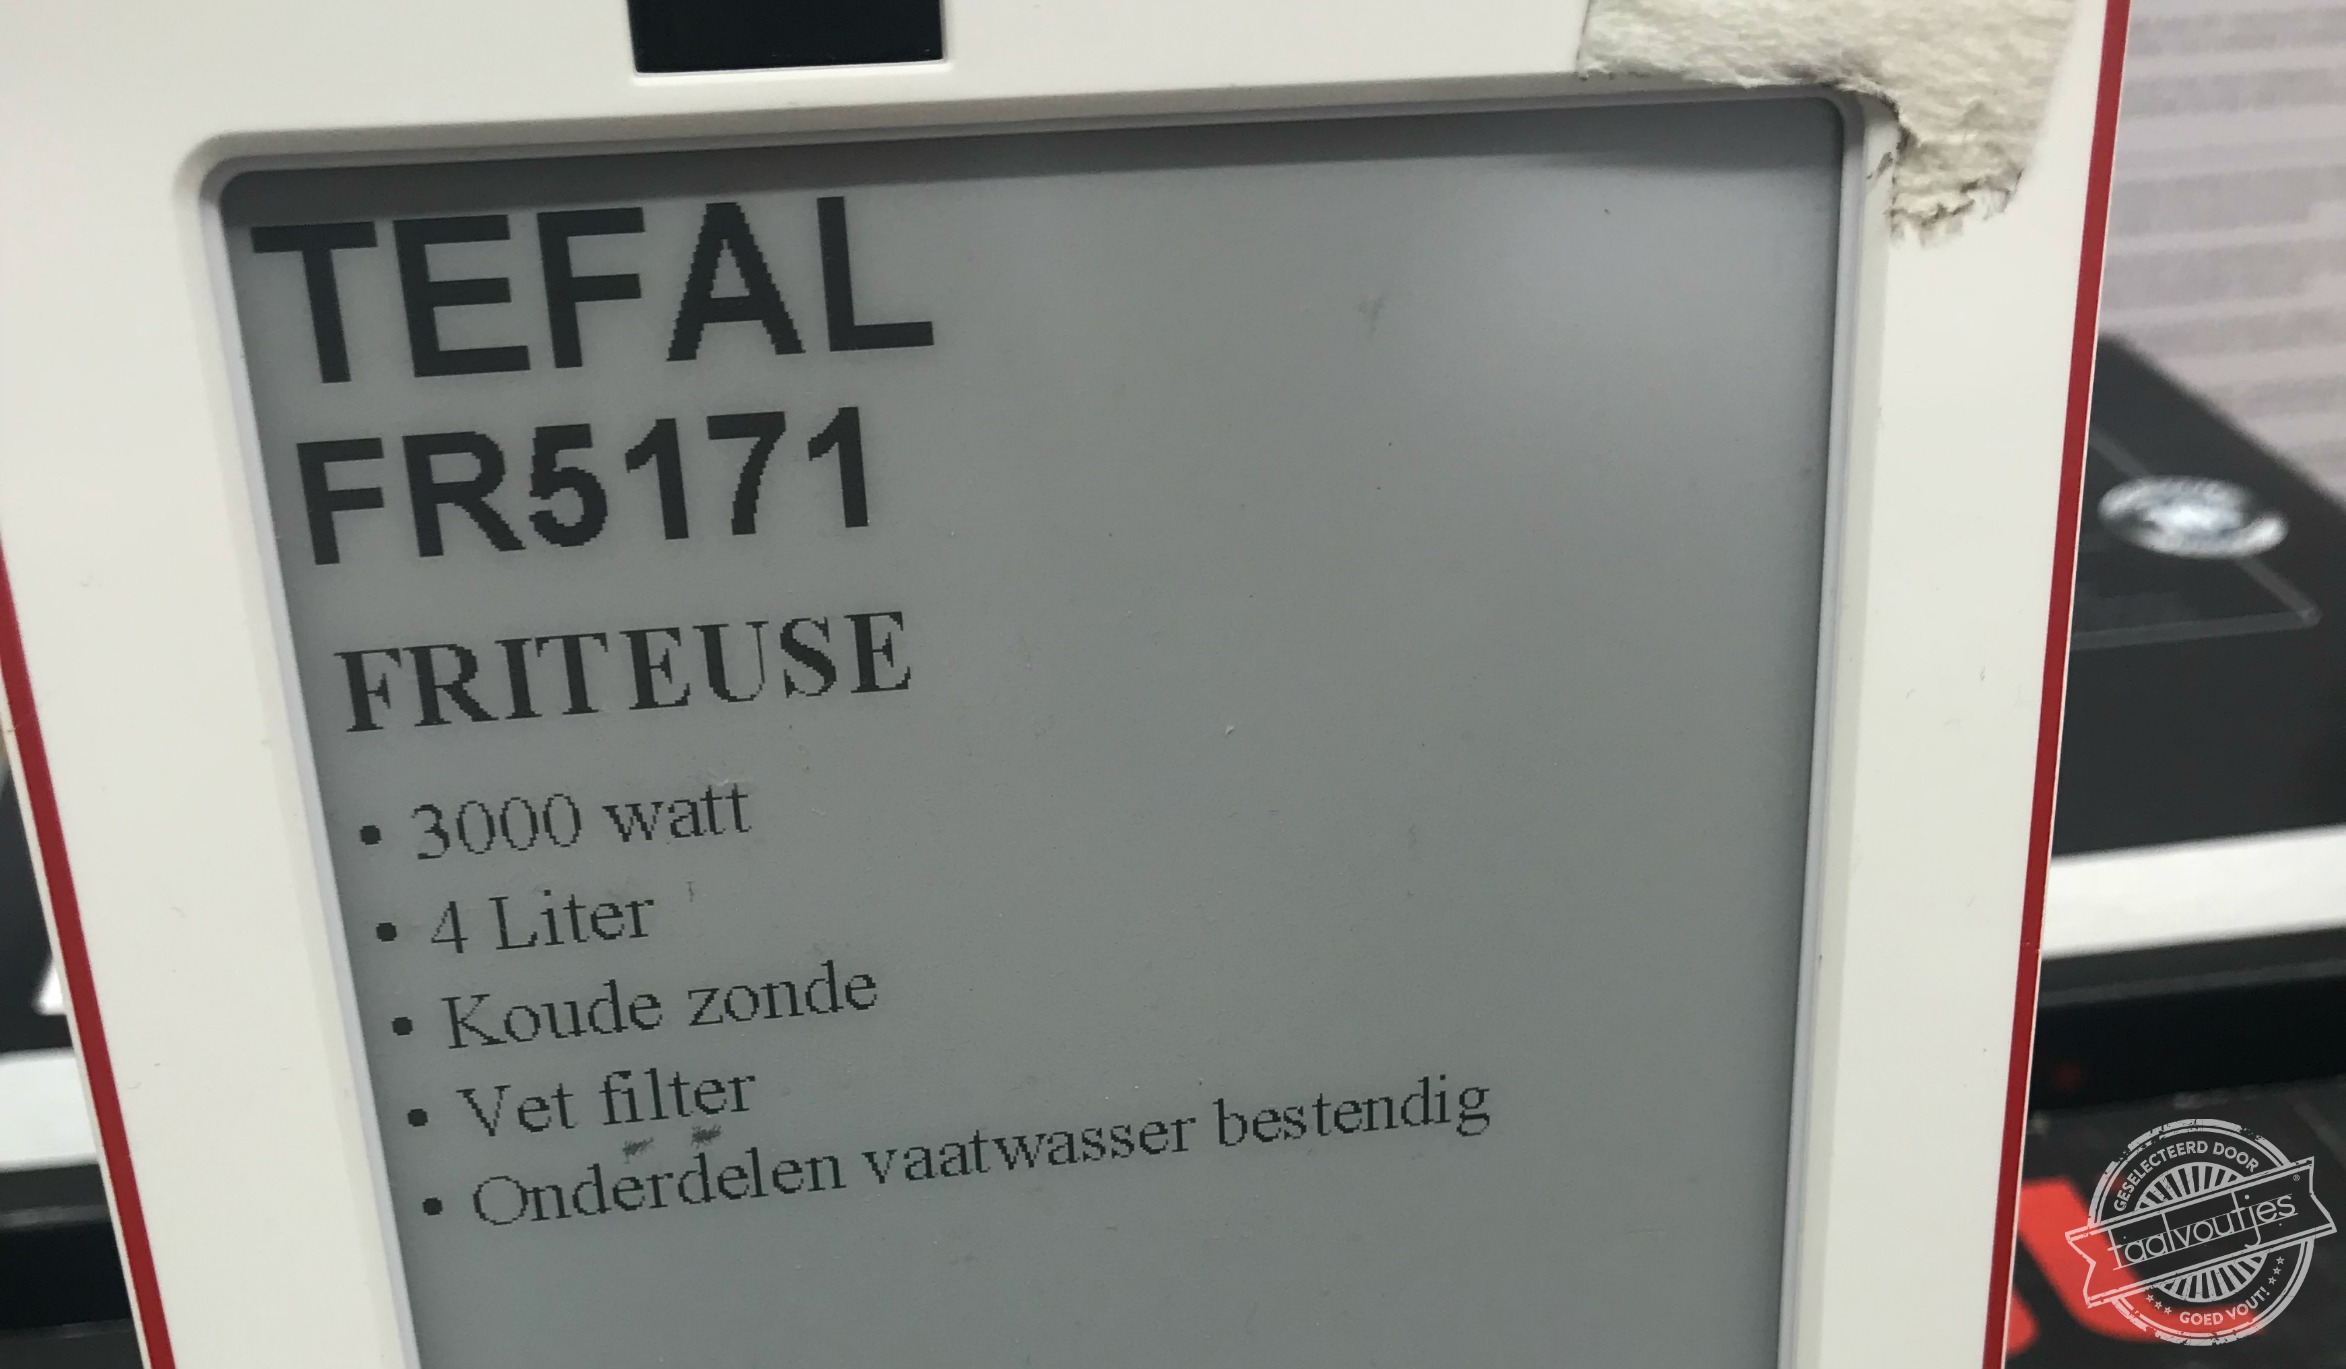 TEFAL
FR5171
FRITEUSE
• 3000 watt
• 4 Liter
• Koude zonde
• Vet filter
• Onderdelen vaatwasser bestendig
GESELECTEERD DOOR
taalvoutjes
GOED VOUT!